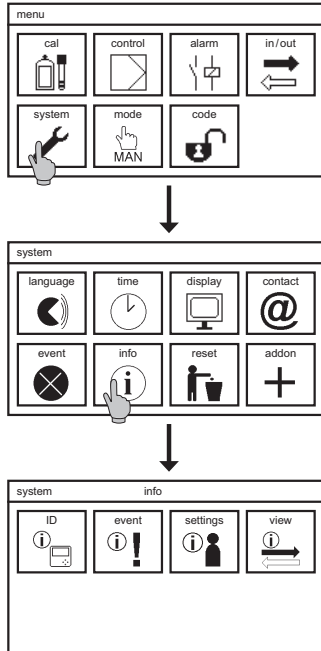 menu
cal control alarm in/out
system mode code
MAN
system
language time display contact
@
event info reset addon
i
system info
ID event settings view
i i ! i i